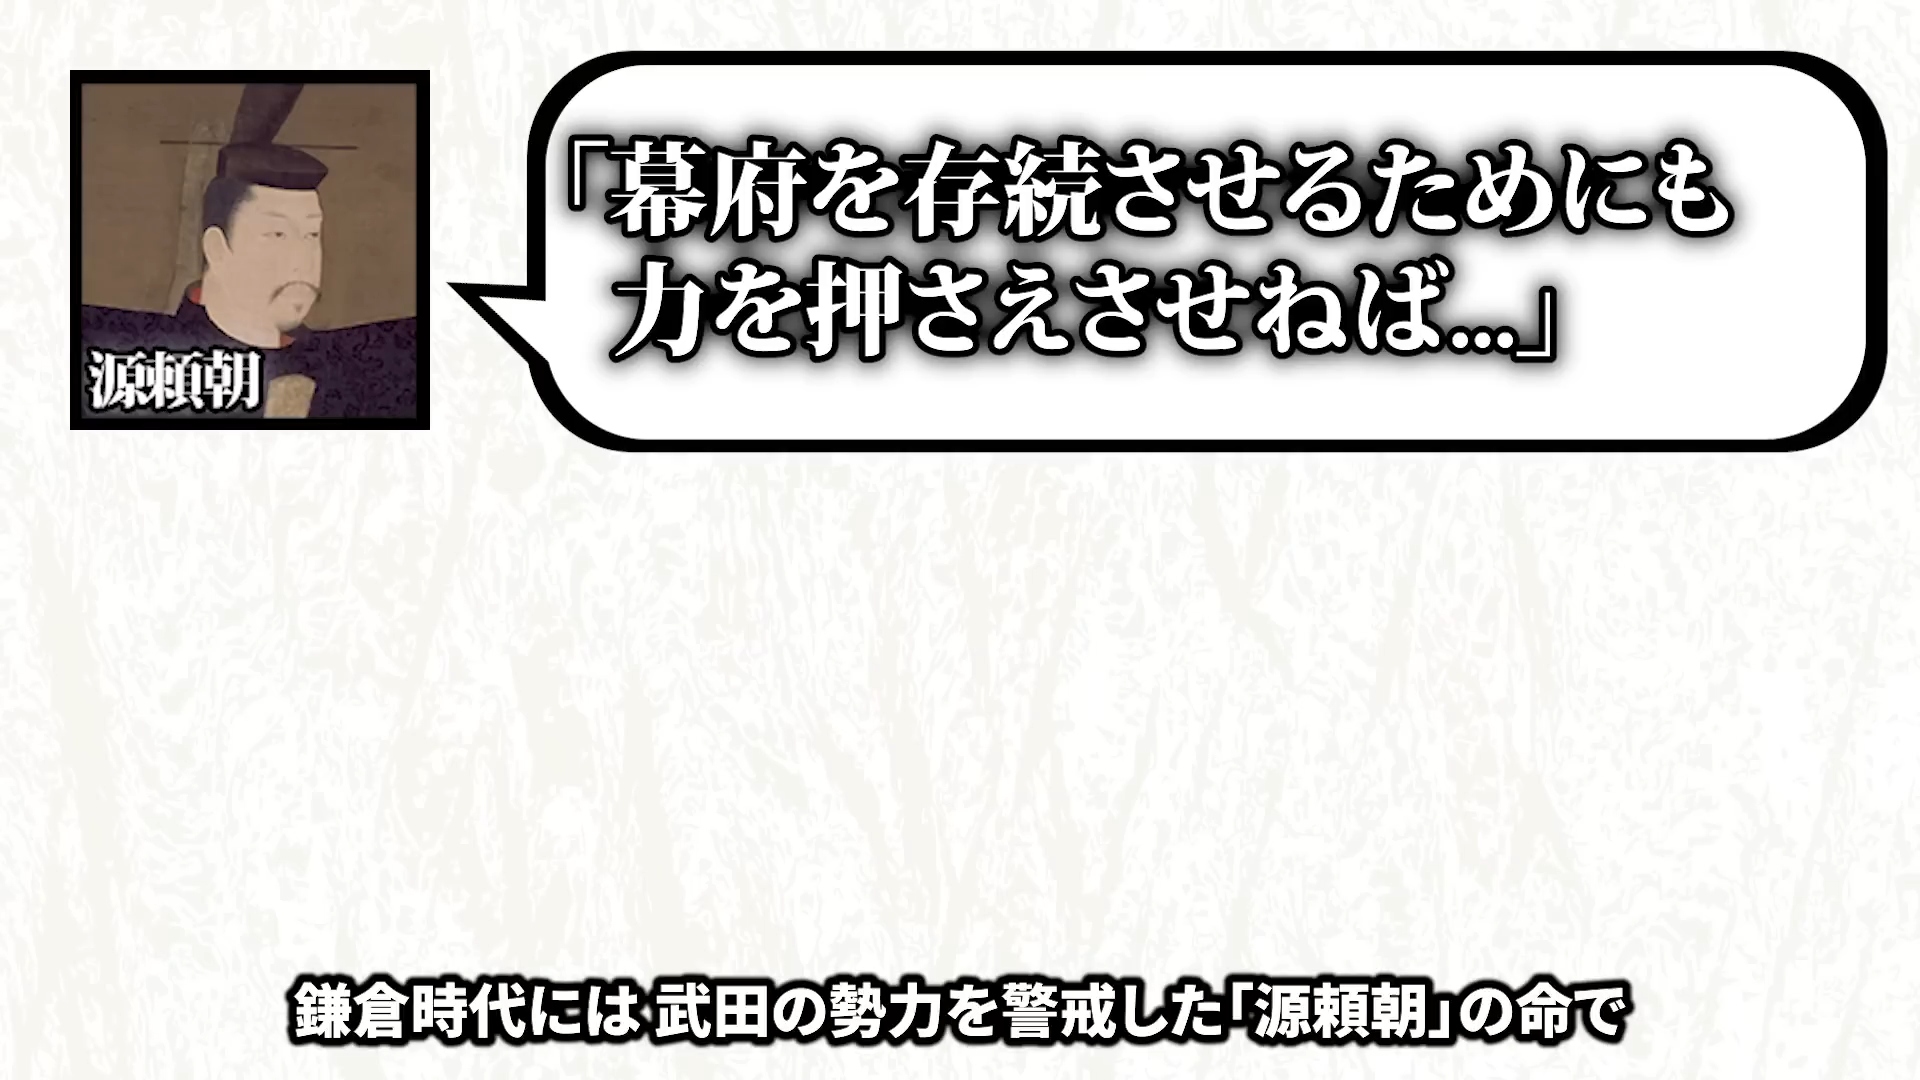 「幕府を存続させるためにも
力を押さえさせねば...」
源頼朝
鎌倉時代には 武田の勢力を警戒した「源頼朝」の命で